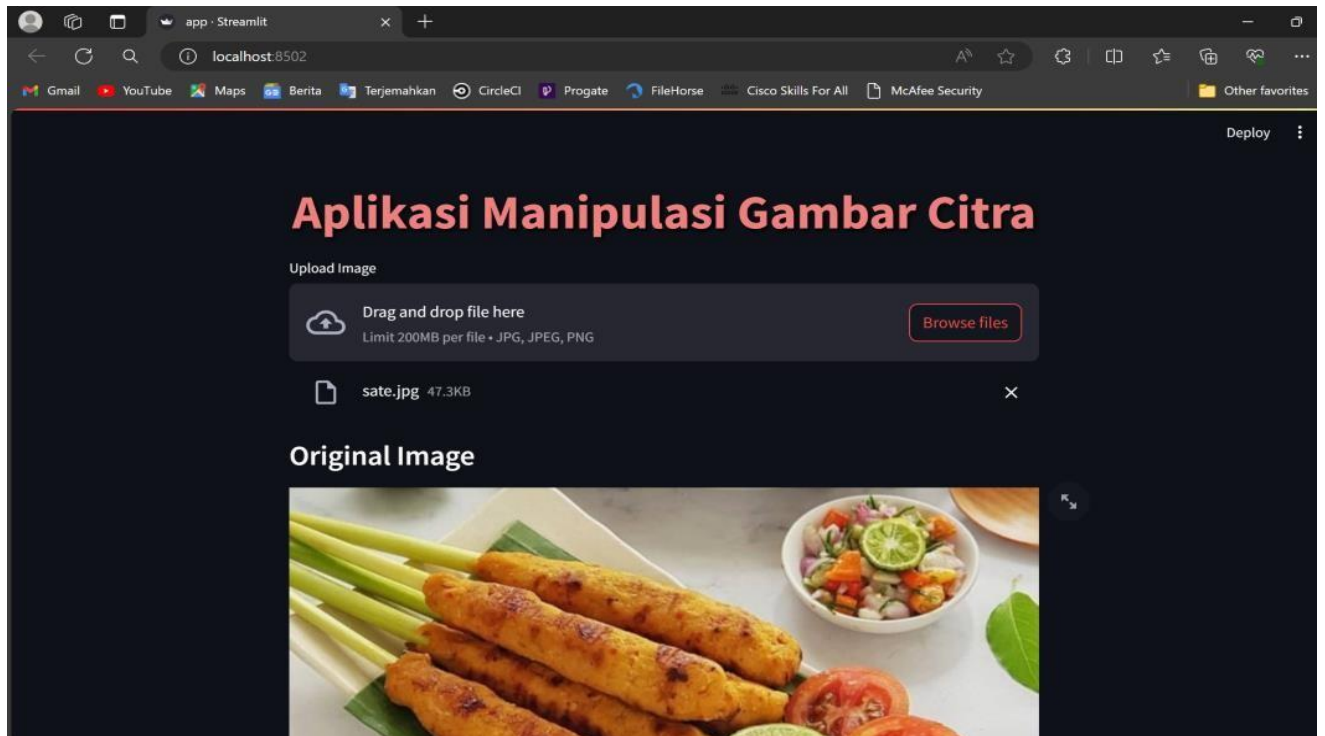 app · Streamlit
localhost:8502
Gmail YouTube Maps Berita Terjemahkan CircleCI Progate FileHorse Cisco Skills For All McAfee Security Other favorites
Deploy
Aplikasi Manipulasi Gambar Citra
Upload Image
Drag and drop file here
Limit 200MB per file • JPG, JPEG, PNG
Browse files
sate.jpg 47.3KB
Original Image